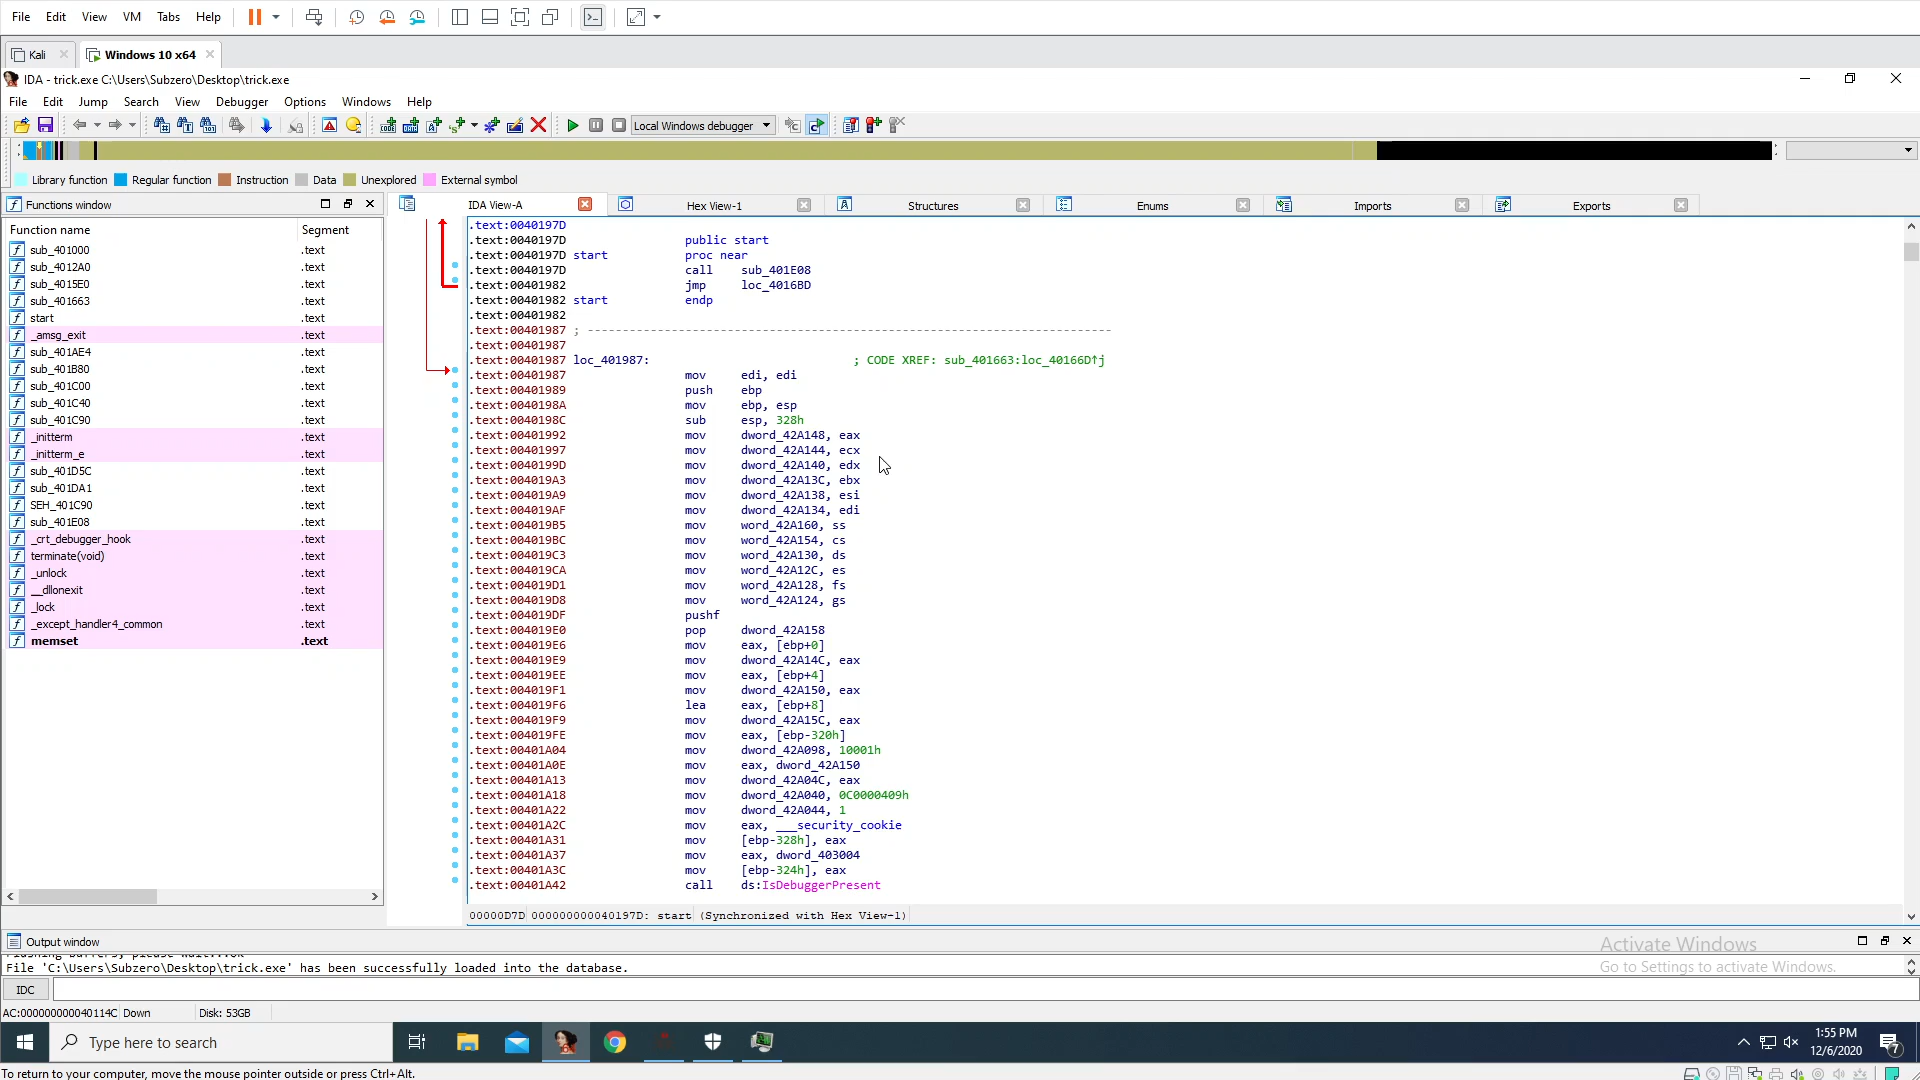 File Edit View VM Tabs Help
Kali Windows 10 x64
IDA - trick.exe C:\Users\Subzero\Desktop\trick.exe
File Edit Jump Search View Debugger Options Windows Help
Local Windows debugger
Library function Regular function Instruction Data Unexplored External symbol
Functions window
Function name Segment
sub_401000 .text
sub_4012A0 .text
sub_4015E0 .text
sub_401663 .text
start .text
_amsg_exit .text
sub_401AE4 .text
sub_401B80 .text
sub_401C00 .text
sub_401C40 .text
sub_401C90 .text
_initterm .text
_initterm_e .text
sub_401D5C .text
sub_401DA1 .text
SEH_401C90 .text
sub_401E08 .text
_crt_debugger_hook .text
terminate(void) .text
_unlock .text
__dllonexit .text
_lock .text
_except_handler4_common .text
memset .text
IDA View-A Hex View-1 Structures Enums Imports Exports
.text:0040197D
.text:0040197D public start
.text:0040197D start proc near
.text:0040197D call sub_401E08
.text:00401982 jmp loc_4016BD
.text:00401982 start endp
.text:00401982
.text:00401987 ; ---------------------------------------------------------------------------
.text:00401987
.text:00401987 loc_401987: ; CODE XREF: sub_401663:loc_40166D↑j
.text:00401987 mov edi, edi
.text:00401989 push ebp
.text:0040198A mov ebp, esp
.text:0040198C sub esp, 328h
.text:00401992 mov dword_42A148, eax
.text:00401997 mov dword_42A144, ecx
.text:0040199D mov dword_42A140, edx
.text:004019A3 mov dword_42A13C, ebx
.text:004019A9 mov dword_42A138, esi
.text:004019AF mov dword_42A134, edi
.text:004019B5 mov word_42A160, ss
.text:004019BC mov word_42A154, cs
.text:004019C3 mov word_42A130, ds
.text:004019CA mov word_42A12C, es
.text:004019D1 mov word_42A128, fs
.text:004019D8 mov word_42A124, gs
.text:004019DF pushf
.text:004019E0 pop dword_42A158
.text:004019E6 mov eax, [ebp+0]
.text:004019E9 mov dword_42A14C, eax
.text:004019EE mov eax, [ebp+4]
.text:004019F1 mov dword_42A150, eax
.text:004019F6 lea eax, [ebp+8]
.text:004019F9 mov dword_42A15C, eax
.text:004019FE mov eax, [ebp-320h]
.text:00401A04 mov dword_42A098, 10001h
.text:00401A0E mov eax, dword_42A150
.text:00401A13 mov dword_42A04C, eax
.text:00401A18 mov dword_42A040, 0C0000409h
.text:00401A22 mov dword_42A044, 1
.text:00401A2C mov eax, ___security_cookie
.text:00401A31 mov [ebp-328h], eax
.text:00401A37 mov eax, dword_403004
.text:00401A3C mov [ebp-324h], eax
.text:00401A42 call ds:IsDebuggerPresent
00000D7D 000000000040197D: start (Synchronized with Hex View-1)
Output window
Flushing buffers, please wait...ok
File 'C:\Users\Subzero\Desktop\trick.exe' has been successfully loaded into the database.
Activate Windows
Go to Settings to activate Windows.
IDC
AC:000000000040114C Down Disk: 53GB
Type here to search
1:55 PM
12/6/2020
7
To return to your computer, move the mouse pointer outside or press Ctrl+Alt.